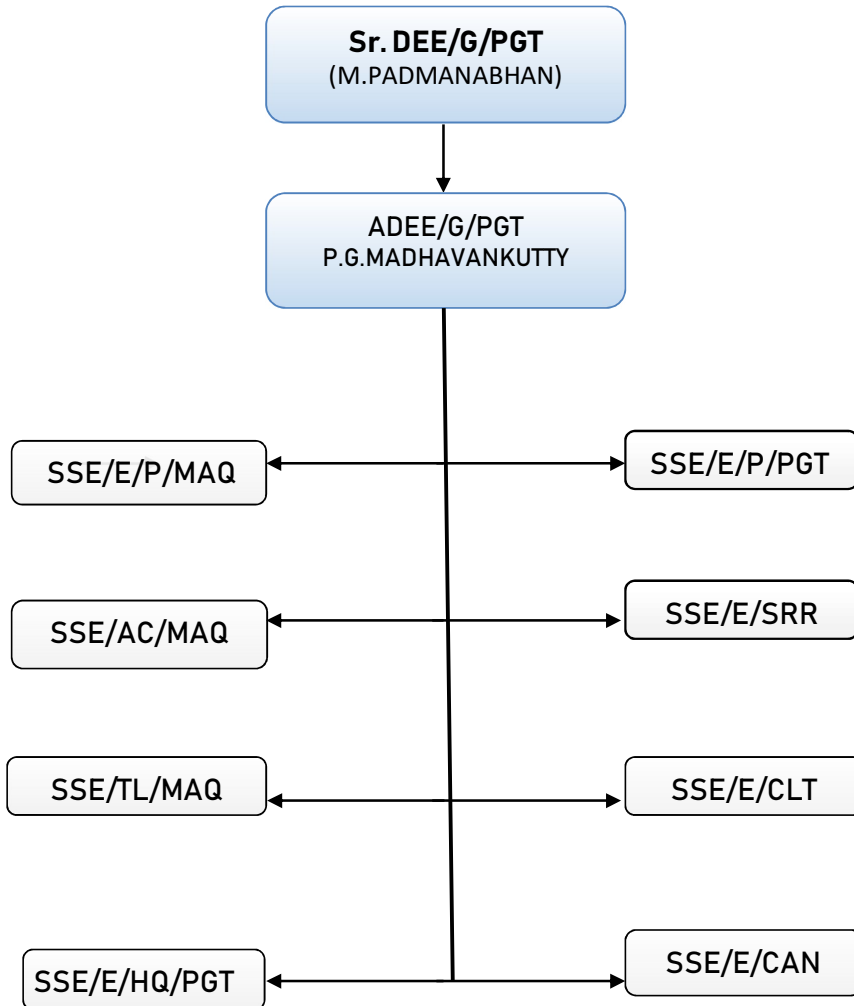 Sr. DEE/G/PGT
(M.PADMANABHAN)
ADEE/G/PGT
P.G.MADHAVANKUTTY
SSE/E/P/MAQ
SSE/E/P/PGT
SSE/AC/MAQ
SSE/E/SRR
SSE/TL/MAQ
SSE/E/CLT
SSE/E/HQ/PGT
SSE/E/CAN